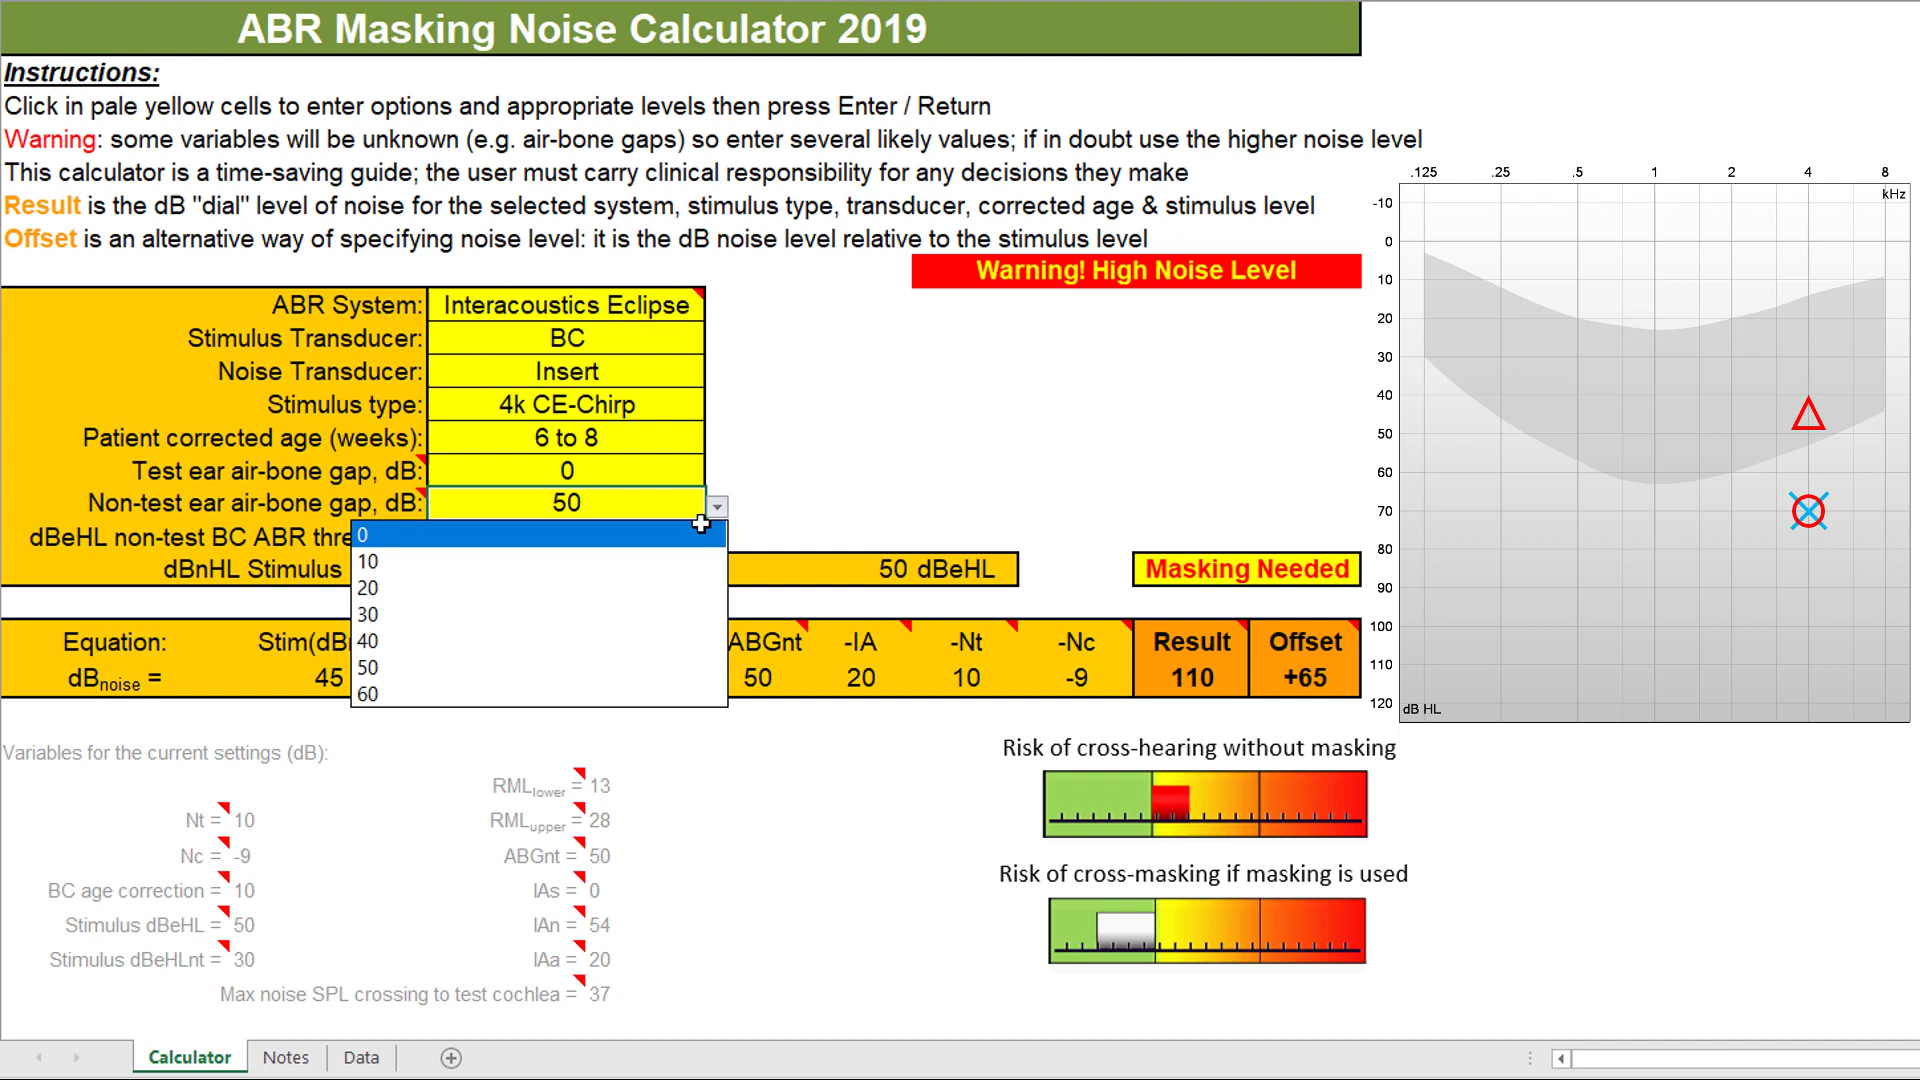 ABR Masking Noise Calculator 2019
Instructions:
Click in pale yellow cells to enter options and appropriate levels then press Enter / Return
Warning: some variables will be unknown (e.g. air-bone gaps) so enter several likely values; if in doubt use the higher noise level
This calculator is a time-saving guide; the user must carry clinical responsibility for any decisions they make
Result is the dB "dial" level of noise for the selected system, stimulus type, transducer, corrected age & stimulus level
Offset is an alternative way of specifying noise level: it is the dB noise level relative to the stimulus level
Warning! High Noise Level
ABR System: Interacoustics Eclipse
Stimulus Transducer: BC
Noise Transducer: Insert
Stimulus type: 4k CE-Chirp
Patient corrected age (weeks): 6 to 8
Test ear air-bone gap, dB: 0
Non-test ear air-bone gap, dB: 50
dBeHL non-test BC ABR thre
dBnHL Stimulus 50 dBeHL Masking Needed
0
10
20
30
40
50
60
Equation: Stim(dB ABGnt -IA -Nt -Nc Result Offset
dBnoise = 45 50 20 10 -9 110 +65
Variables for the current settings (dB):
RMLlower = 13
Nt = 10 RMLupper = 28
Nc = -9 ABGnt = 50
BC age correction = 10 IAs = 0
Stimulus dBeHL = 50 IAn = 54
Stimulus dBeHLnt = 30 IAa = 20
Max noise SPL crossing to test cochlea = 37
Risk of cross-hearing without masking
Risk of cross-masking if masking is used
.125 .25 .5 1 2 4 8
kHz
-10
0
10
20
30
40
50
60
70
80
90
100
110
120
dB HL
Calculator Notes Data